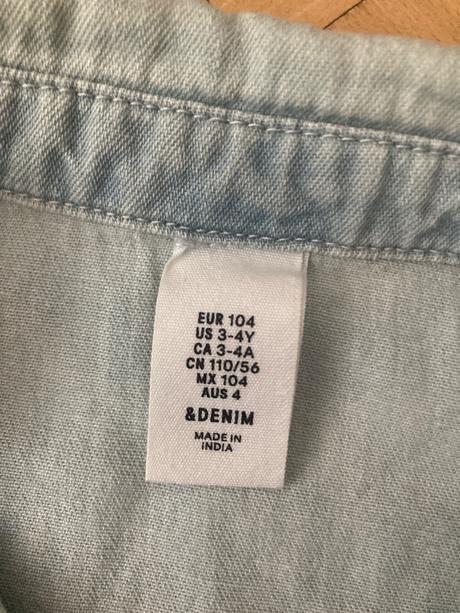 EUR 104
US 3-4Y
CA 3-4A
CN 110/56
MX 104
AUS 4
&DENIM
MADE IN
INDIA